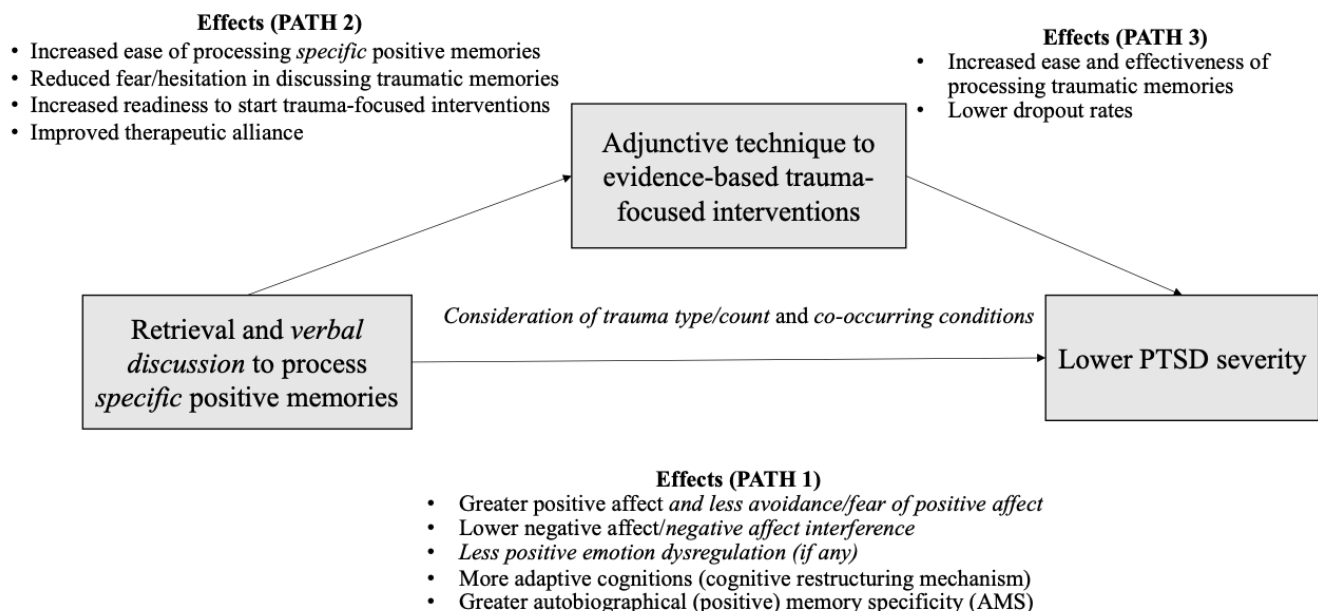 Effects (PATH 2)
• Increased ease of processing specific positive memories
• Reduced fear/hesitation in discussing traumatic memories
• Increased readiness to start trauma-focused interventions
• Improved therapeutic alliance
Effects (PATH 3)
• Increased ease and effectiveness of
processing traumatic memories
• Lower dropout rates
Adjunctive technique to
evidence-based trauma-
focused interventions
Retrieval and verbal
discussion to process
specific positive memories
Consideration of trauma type/count and co-occurring conditions
Lower PTSD severity
Effects (PATH 1)
• Greater positive affect and less avoidance/fear of positive affect
• Lower negative affect/negative affect interference
• Less positive emotion dysregulation (if any)
• More adaptive cognitions (cognitive restructuring mechanism)
• Greater autobiographical (positive) memory specificity (AMS)